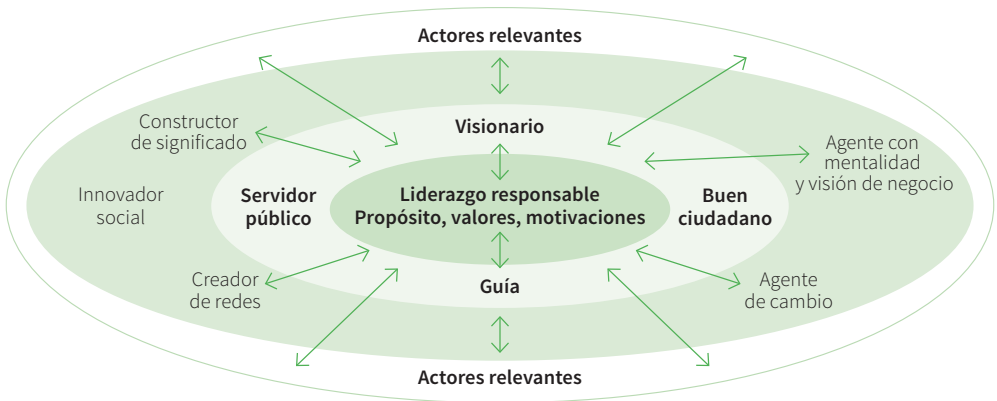 Actores relevantes
Constructor
de significado
Visionario
Agente con
mentalidad
y visión de negocio
Innovador
social
Servidor
público
Liderazgo responsable
Propósito, valores, motivaciones
Buen
ciudadano
Creador
de redes
Guía
Agente
de cambio
Actores relevantes